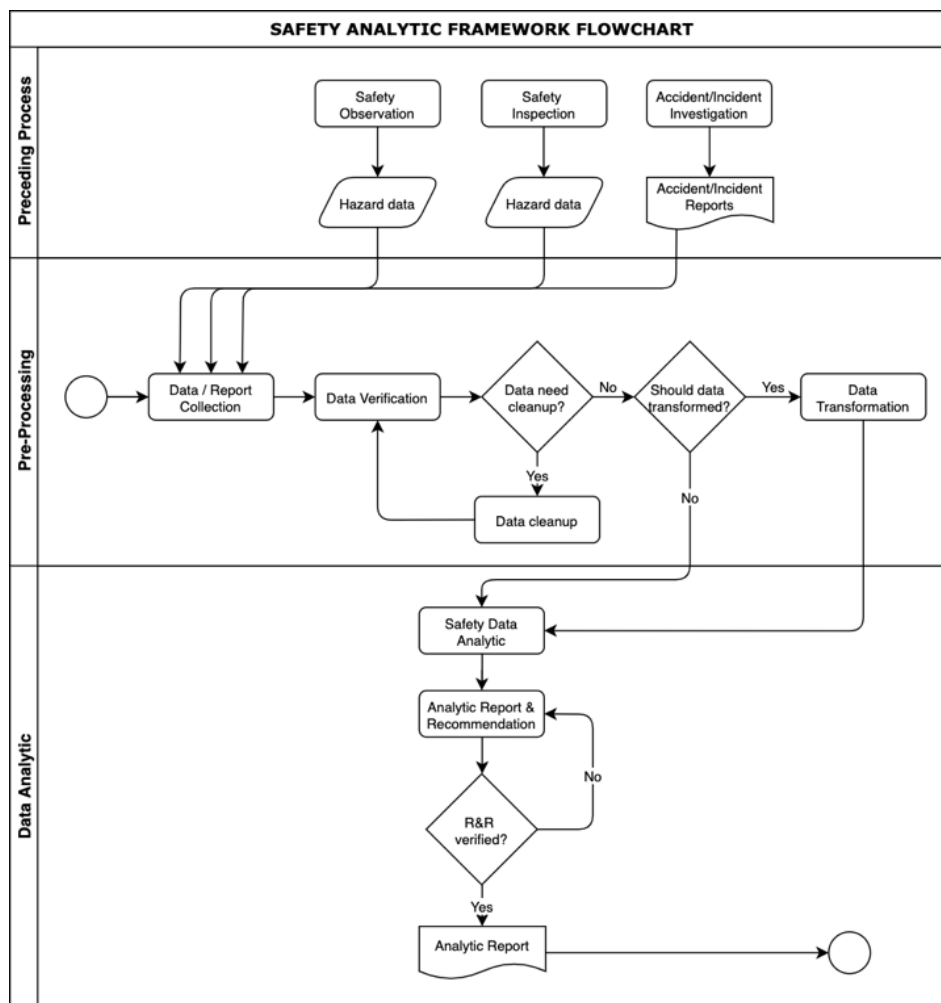 SAFETY ANALYTIC FRAMEWORK FLOWCHART
Preceding Process
Safety
Observation
Safety
Inspection
Accident/Incident
Investigation
Hazard data
Hazard data
Accident/Incident
Reports
Pre-Processing
Data / Report
Collection
Data Verification
Data need
cleanup?
No
Should data
transformed?
Yes
Data
Transformation
Yes
No
Data cleanup
Data Analytic
Safety Data
Analytic
Analytic Report &
Recommendation
No
R&R
verified?
Yes
Analytic Report